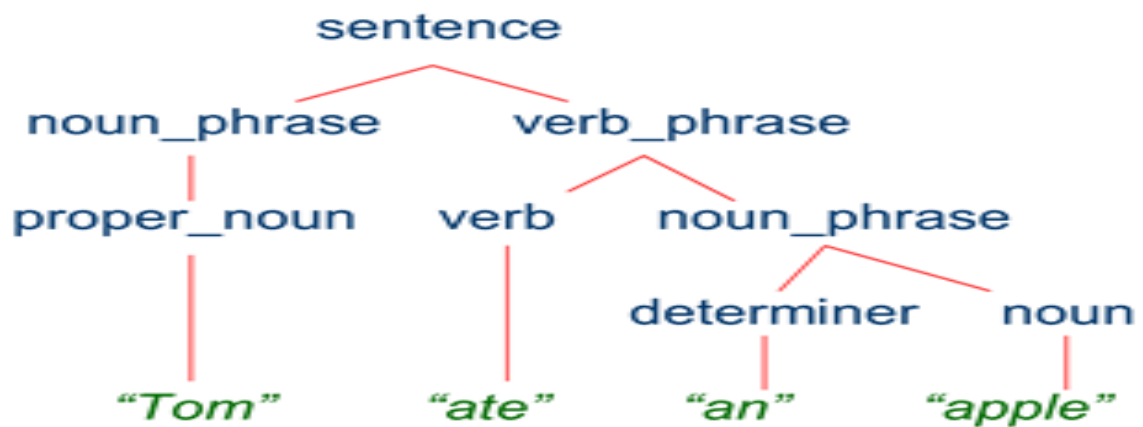 sentence
noun_phrase verb_phrase
proper_noun verb noun_phrase
determiner noun
“Tom” “ate” “an” “apple”